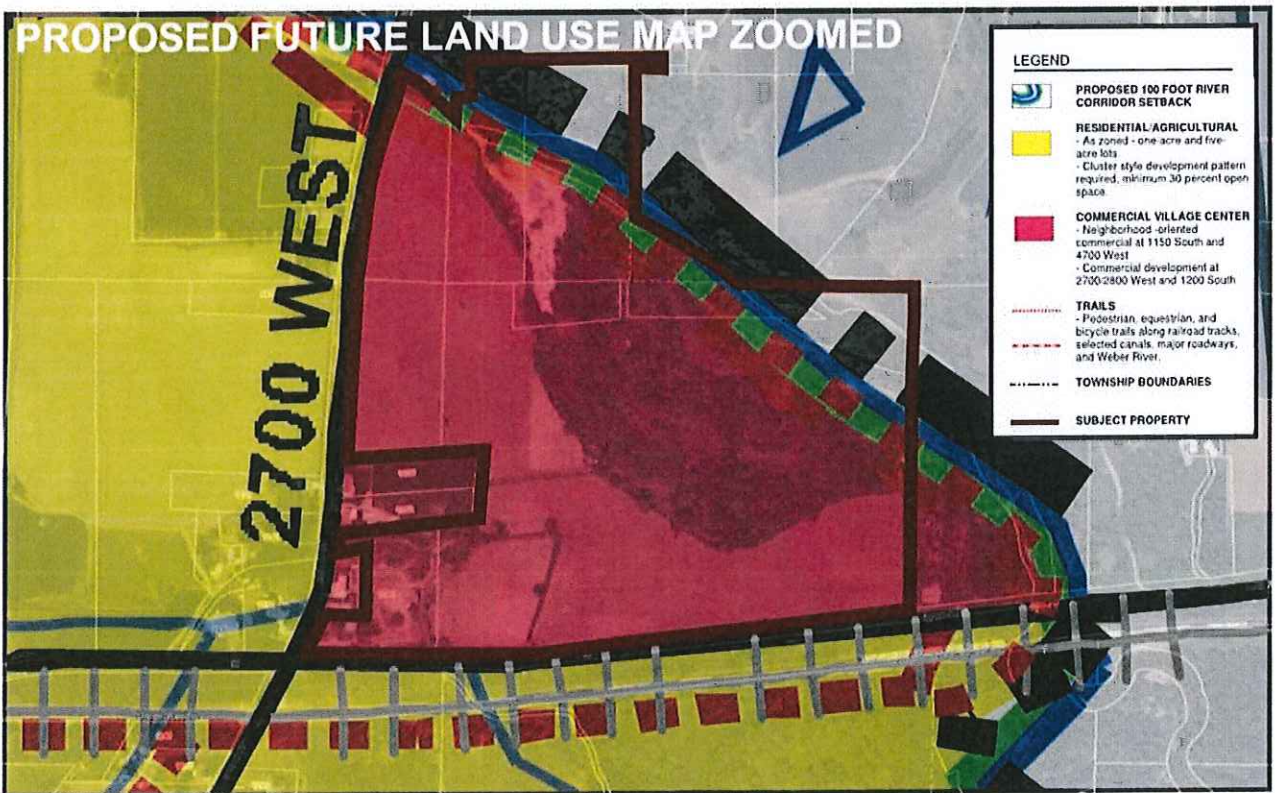 PROPOSED FUTURE LAND USE MAP ZOOMED
2700 WEST
LEGEND
PROPOSED 100 FOOT RIVER
CORRIDOR SETBACK
RESIDENTIAL/AGRICULTURAL
- As zoned - one-acre and five-
acre lots
- Cluster style development pattern
required, minimum 30 percent open
space.
COMMERCIAL VILLAGE CENTER
- Neighborhood-oriented
commercial at 1150 South and
4700 West
- Commercial development at
2700/2800 West and 1200 South
TRAILS
- Pedestrian, equestrian, and
bicycle trails along railroad tracks,
selected canals, major roadways,
and Weber River.
TOWNSHIP BOUNDARIES
SUBJECT PROPERTY